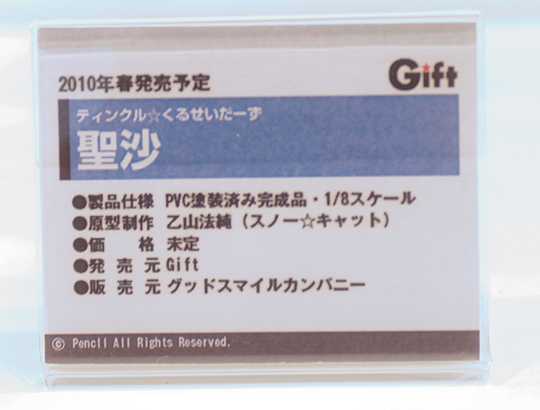 2010年春発売予定
Gift
ティンクル☆くるせいだーず
聖沙
●製品仕様 PVC塗装済み完成品・1/8スケール
●原型制作 乙山法純(スノー☆キャット)
●価 格 未定
●発 売 元 Gift
●販 売 元 グッドスマイルカンパニー
© Pencil All Rights Reserved.